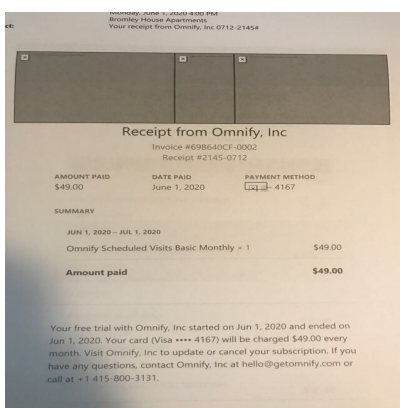 Monday, June 1, 2020 4:00 PM
Bromley House Apartments
ct: Your receipt from Omnify, Inc 0712-2145#
Receipt from Omnify, Inc
Invoice #698640CF-0002
Receipt #2145-0712
AMOUNT PAID DATE PAID PAYMENT METHOD
$49.00 June 1, 2020 – 4167
SUMMARY
JUN 1, 2020 – JUL 1, 2020
Omnify Scheduled Visits Basic Monthly × 1 $49.00
Amount paid $49.00
Your free trial with Omnify, Inc started on Jun 1, 2020 and ended on
Jun 1, 2020. Your card (Visa •••• 4167) will be charged $49.00 every
month. Visit Omnify, Inc to update or cancel your subscription. If you
have any questions, contact Omnify, Inc at hello@getomnify.com or
call at +1 415-800-3131.